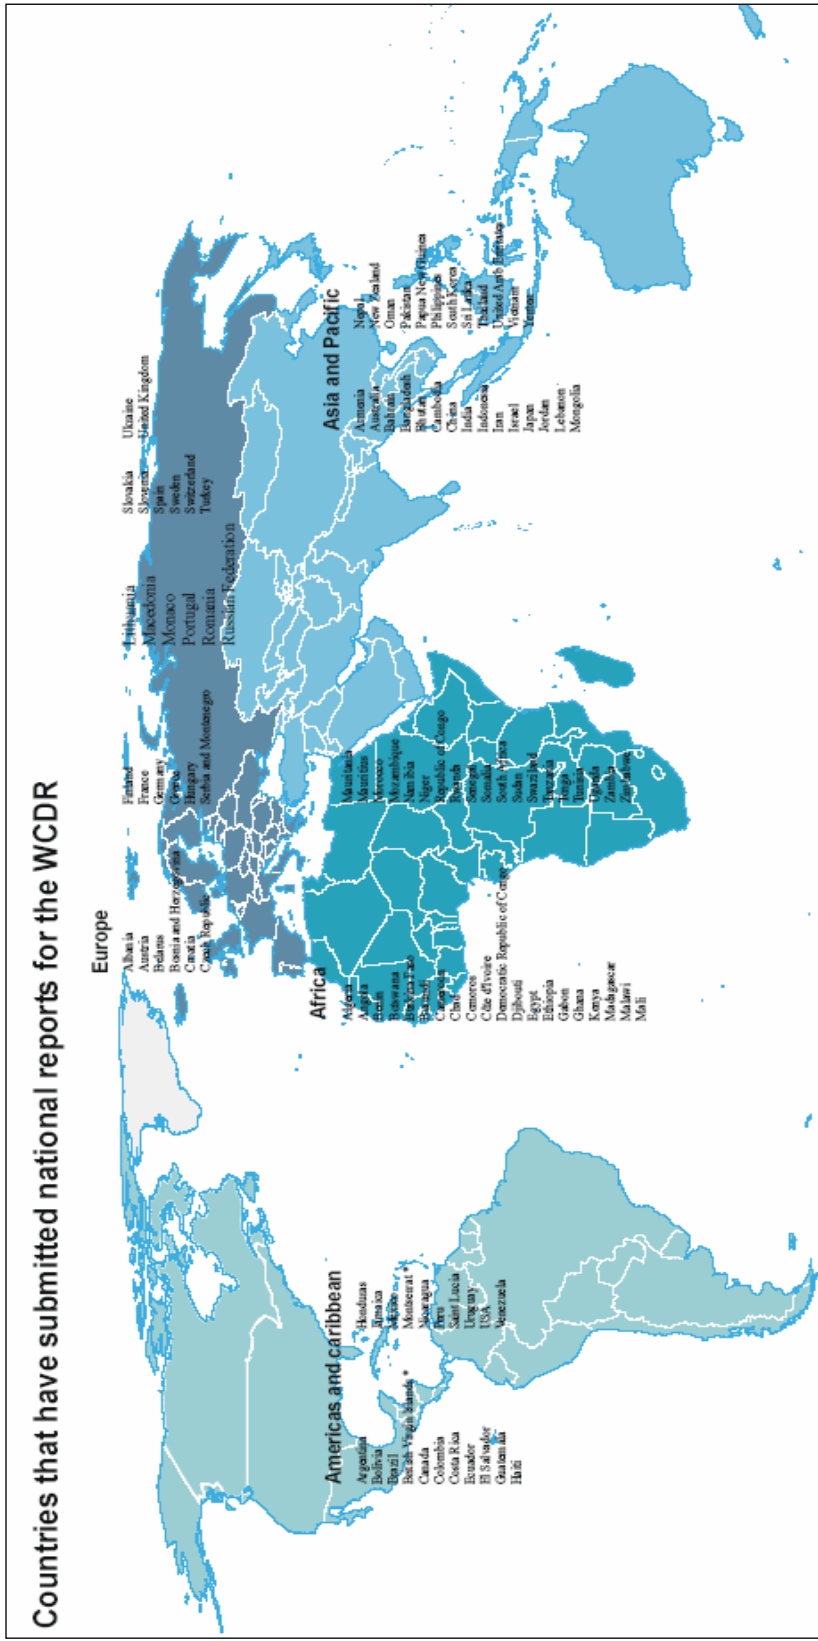 Countries that have submitted national reports for the WCDR
Europe
Albania
Austria
Belarus
Bosnia and Herzegovina
Croatia
Czech Republic
Finland
France
Germany
Greece
Hungary
Serbia and Montenegro
Lithuania
Macedonia
Monaco
Portugal
Romania
Russian Federation
Slovakia
Slovenia
Spain
Sweden
Switzerland
Turkey
Ukraine
United Kingdom
Americas and caribbean
Argentina
Bolivia
Brazil
British Virgin Islands *
Canada
Colombia
Costa Rica
Ecuador
El Salvador
Guatemala
Haiti
Honduras
Jamaica
Mexico
Montserrat *
Nicaragua
Peru
Saint Lucia
Uruguay
USA
Venezuela
Africa
Algeria
Angola
Benin
Botswana
Burkina Faso
Burundi
Cameroon
Chad
Comoros
Côte d'Ivoire
Democratic Republic of Congo
Djibouti
Egypt
Ethiopia
Gabon
Ghana
Kenya
Madagascar
Malawi
Mali
Mauritania
Mauritius
Morocco
Mozambique
Namibia
Niger
Republic of Congo
Rwanda
Senegal
Somalia
South Africa
Sudan
Swaziland
Tanzania
Tonga
Tunisia
Uganda
Zambia
Zimbabwe
Asia and Pacific
Armenia
Australia
Bahrain
Bangladesh
Bhutan
Cambodia
China
India
Indonesia
Iran
Israel
Japan
Jordan
Lebanon
Mongolia
Nepal
New Zealand
Oman
Pakistan
Papua New Guinea
Philippines
South Korea
Sri Lanka
Thailand
United Arab Emirates
Vietnam
Yemen